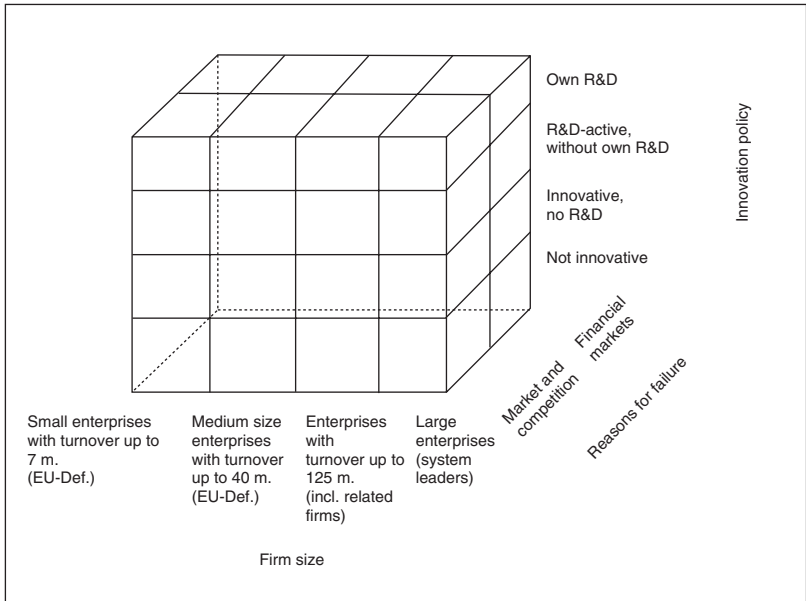 Own R&D
R&D-active,
without own R&D
Innovative,
no R&D
Not innovative
Innovation policy
Financial
markets
Market and
competition
Reasons for failure
Small enterprises
with turnover up to
7 m.
(EU-Def.)
Medium size
enterprises
with turnover
up to 40 m.
(EU-Def.)
Enterprises
with
turnover up to
125 m.
(incl. related
firms)
Large
enterprises
(system
leaders)
Firm size